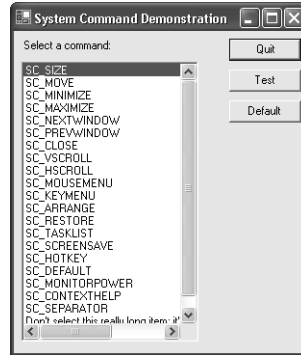 System Command Demonstration
Select a command:
Quit
Test
Default
SC_SIZE
SC_MOVE
SC_MINIMIZE
SC_MAXIMIZE
SC_NEXTWINDOW
SC_PREVWINDOW
SC_CLOSE
SC_VSCROLL
SC_HSCROLL
SC_MOUSEMENU
SC_KEYMENU
SC_ARRANGE
SC_RESTORE
SC_TASKLIST
SC_SCREENSAVE
SC_HOTKEY
SC_DEFAULT
SC_MONITORPOWER
SC_CONTEXTHELP
SC_SEPARATOR
Don't select this really long item; it'